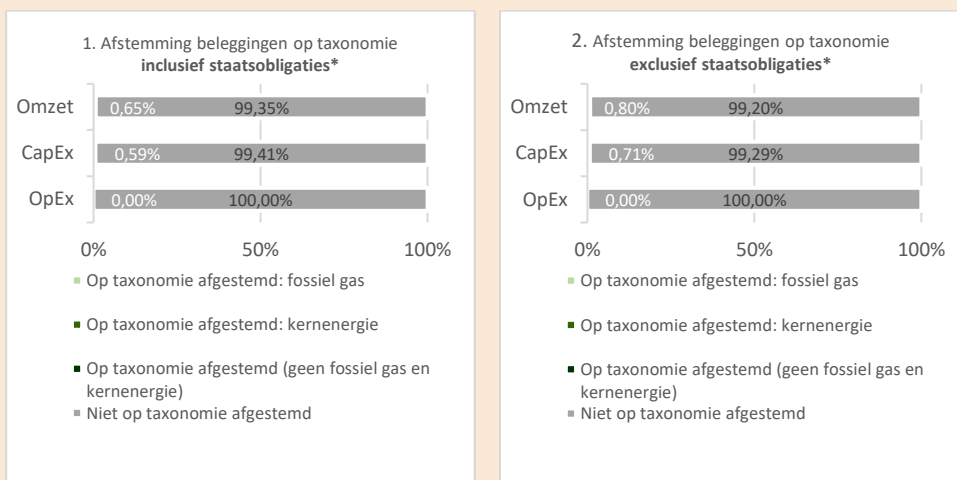 1. Afstemming beleggingen op taxonomie
inclusief staatsobligaties*
Omzet 0,65% 99,35%
CapEx 0,59% 99,41%
OpEx 0,00% 100,00%
0% 50% 100%
Op taxonomie afgestemd: fossiel gas
Op taxonomie afgestemd: kernenergie
Op taxonomie afgestemd (geen fossiel gas en
kernenergie)
Niet op taxonomie afgestemd
2. Afstemming beleggingen op taxonomie
exclusief staatsobligaties*
Omzet 0,80% 99,20%
CapEx 0,71% 99,29%
OpEx 0,00% 100,00%
0% 50% 100%
Op taxonomie afgestemd: fossiel gas
Op taxonomie afgestemd: kernenergie
Op taxonomie afgestemd (geen fossiel gas en
kernenergie)
Niet op taxonomie afgestemd